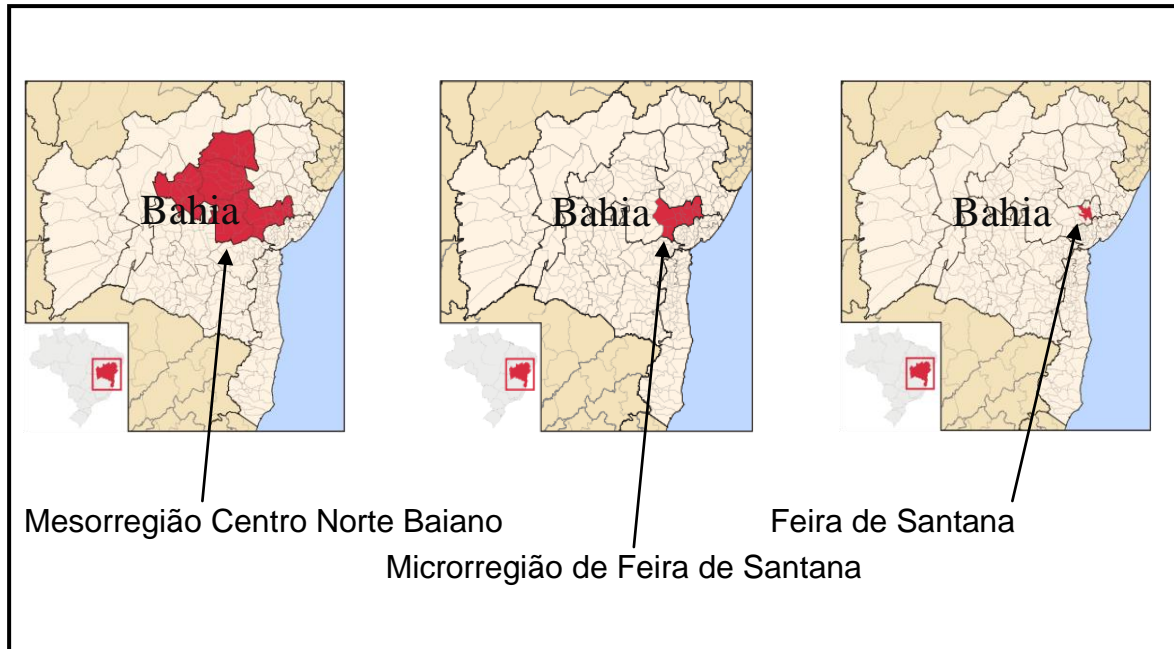 Bahia
Bahia
Bahia
Mesorregião Centro Norte Baiano
Feira de Santana
Microrregião de Feira de Santana